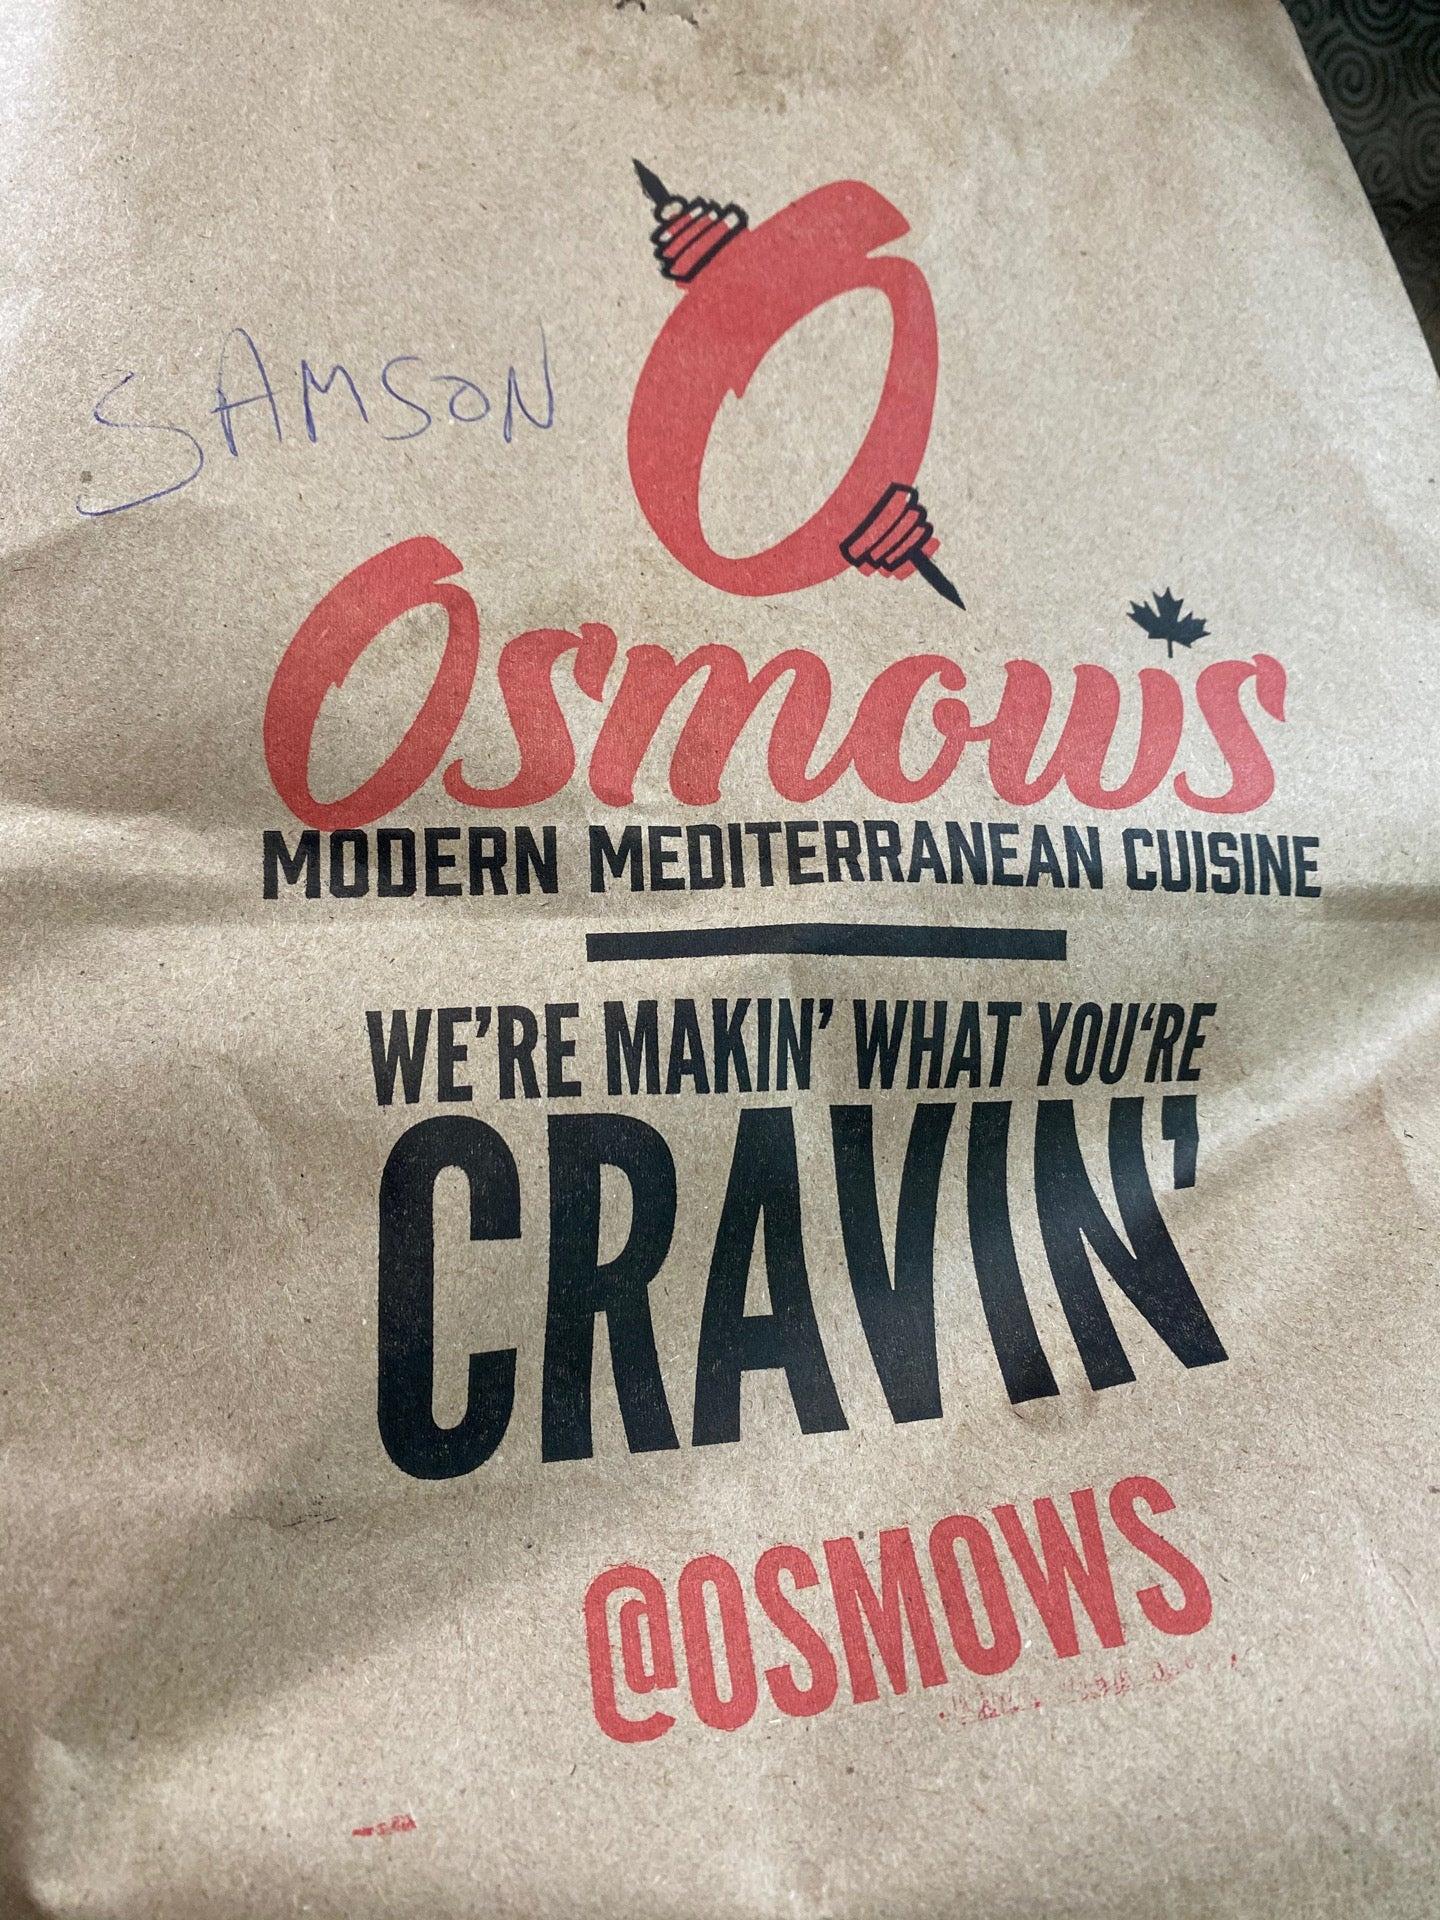 SAMSON
O
Osmow's
MODERN MEDITERRANEAN CUISINE
WE'RE MAKIN' WHAT YOU‘RE
CRAVIN'
@OSMOWS